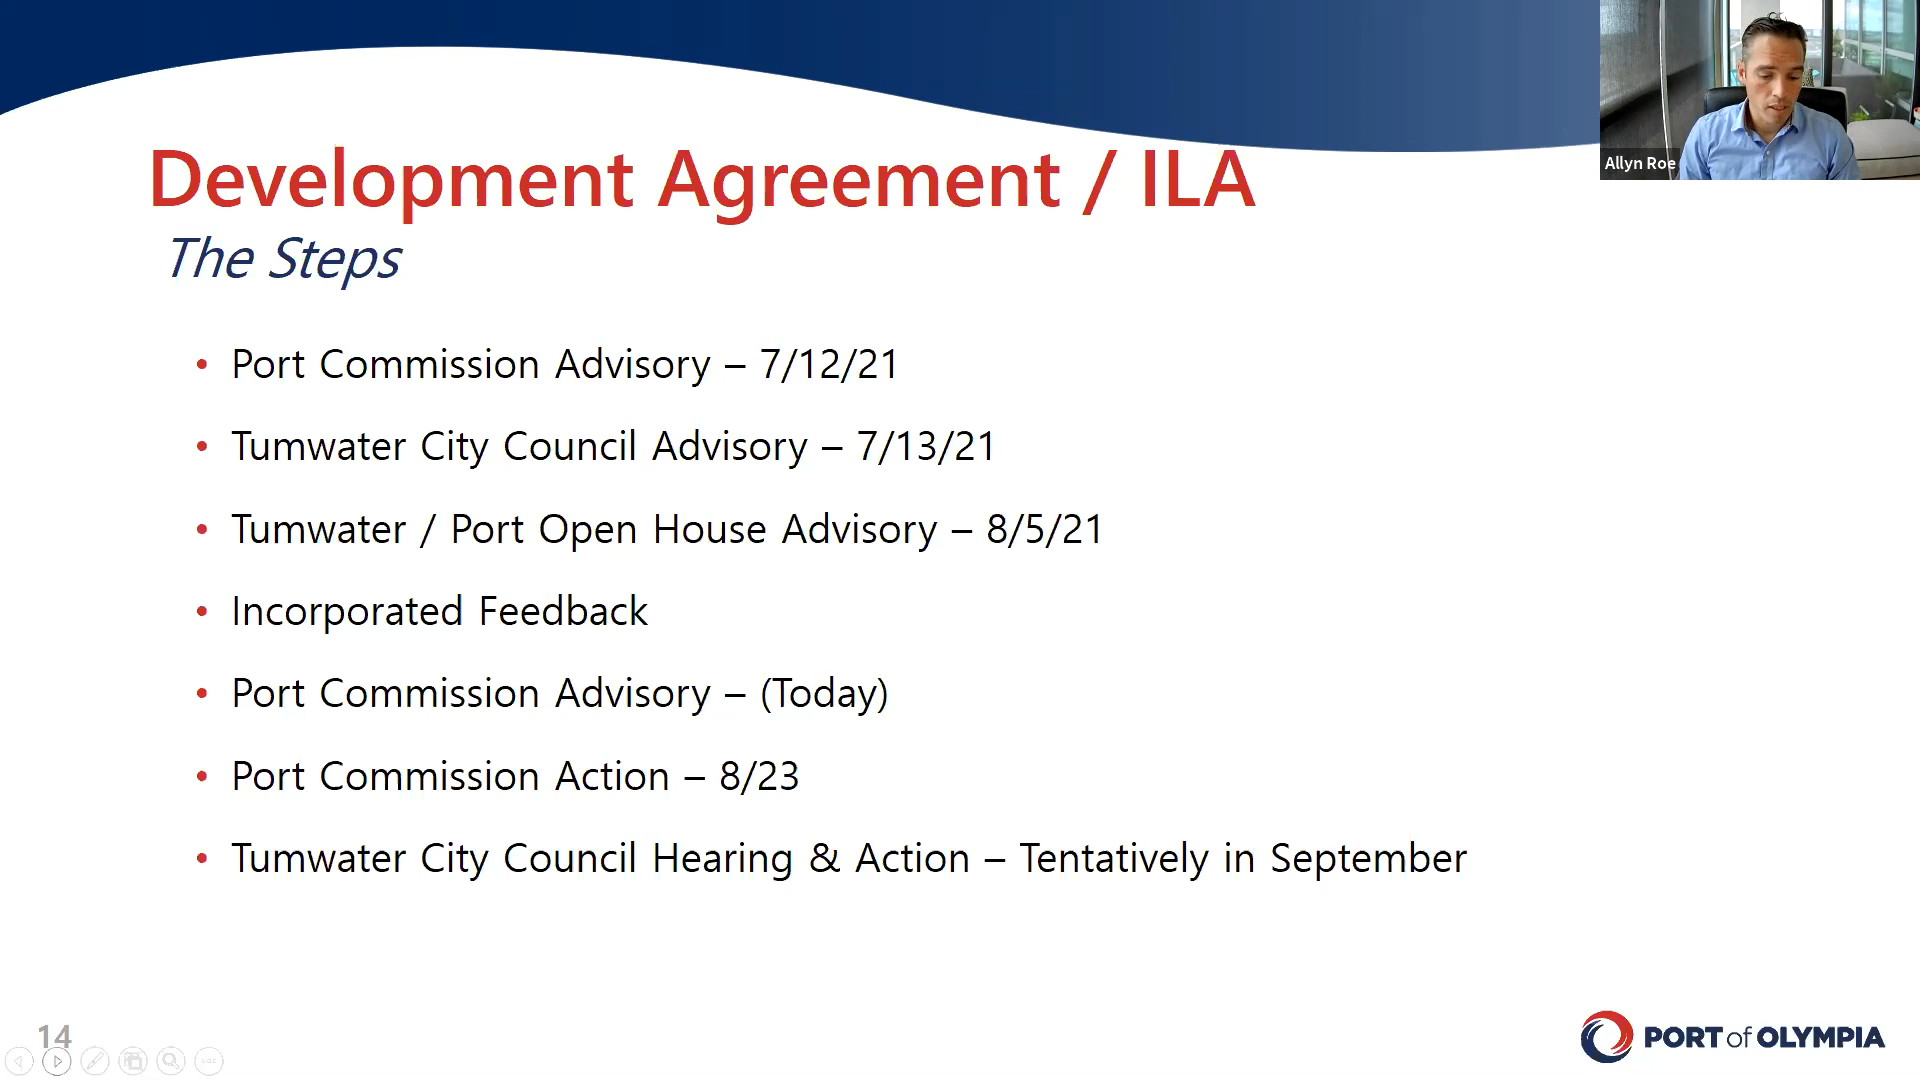 Allyn Roe
Development Agreement / ILA
The Steps
• Port Commission Advisory – 7/12/21
• Tumwater City Council Advisory – 7/13/21
• Tumwater / Port Open House Advisory – 8/5/21
• Incorporated Feedback
• Port Commission Advisory – (Today)
• Port Commission Action – 8/23
• Tumwater City Council Hearing & Action – Tentatively in September
14
PORT of OLYMPIA